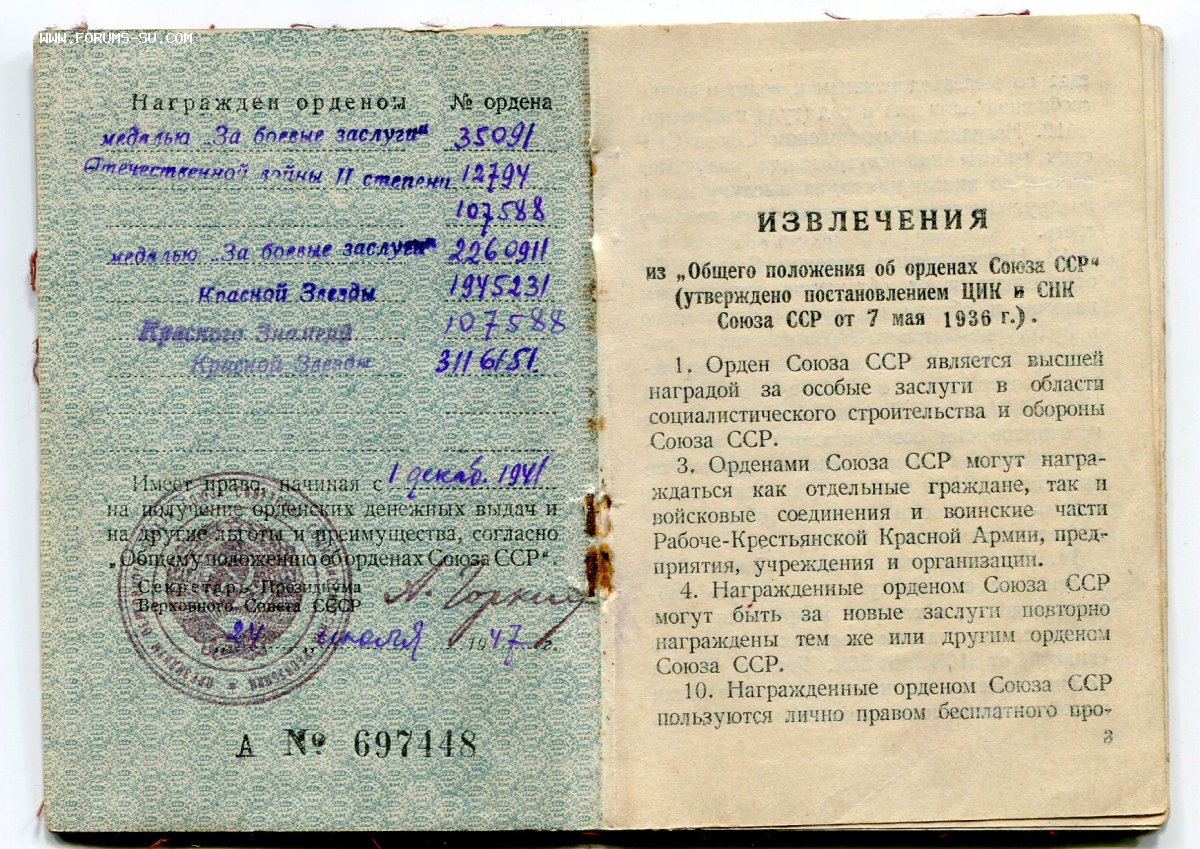 WWW.FORUMS-SU.COM
Награжден орденом № ордена
медалью „За боевые заслуги" 35091
Отечественной войны II степени 12794
107588
медалью „За боевые заслуги" 2260911
Красной Звезды 1945231
Красного Знамени 107588
Красной Звезды 3116151
Имеет право, начиная с 1 декаб. 1941
на получение орденских денежных выдач и
на другие льготы и преимущества, согласно
„Общему положению об орденах Союза ССР".
Секретарь Президиума
Верховного Совета СССР
А. Горкин
24 июля 1947 г.
А № 697448
ИЗВЛЕЧЕНИЯ
из „Общего положения об орденах Союза ССР"
(утверждено постановлением ЦИК и СНК
Союза ССР от 7 мая 1936 г.).
1. Орден Союза ССР является высшей
наградой за особые заслуги в области
социалистического строительства и обороны
Союза ССР.
3. Орденами Союза ССР могут награ-
ждаться как отдельные граждане, так и
войсковые соединения и воинские части
Рабоче-Крестьянской Красной Армии, пред-
приятия, учреждения и организации.
4. Награжденные орденом Союза ССР
могут быть за новые заслуги повторно
награждены тем же или другим орденом
Союза ССР.
10. Награжденные орденом Союза ССР
пользуются лично правом бесплатного про-
3